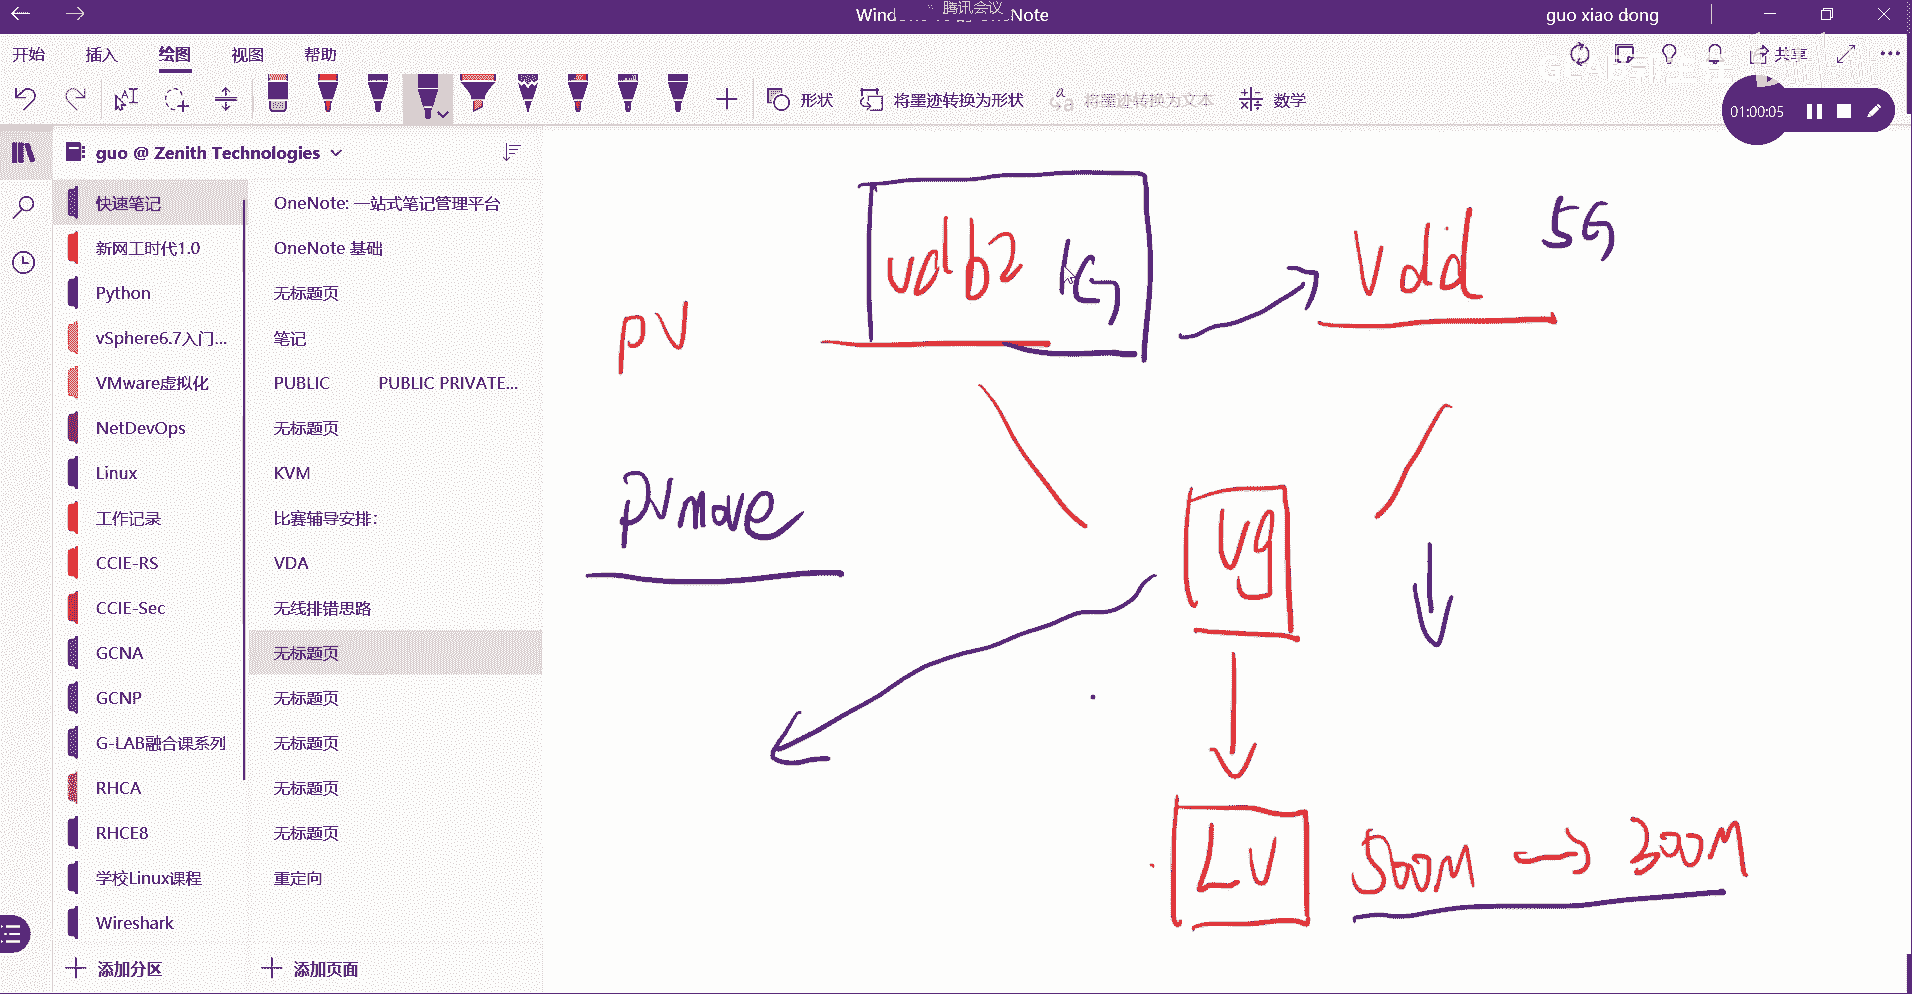 腾讯会议
guo xiao dong
开始 插入 绘图 视图 帮助
共享
形状 将墨迹转换为形状 将墨迹转换为文本 数学
01:00:05
guo @ Zenith Technologies
快速笔记
新网工时代1.0
Python
vSphere6.7入门...
VMware虚拟化
NetDevOps
Linux
工作记录
CCIE-RS
CCIE-Sec
GCNA
GCNP
G-LAB融合课系列
RHCA
RHCE8
学校Linux课程
Wireshark
添加分区
OneNote: 一站式笔记管理平台
OneNote 基础
无标题页
笔记
PUBLIC PUBLIC PRIVATE...
无标题页
KVM
比赛辅导安排:
VDA
无线排错思路
无标题页
无标题页
无标题页
无标题页
无标题页
重定向
添加页面
vdb2 1G
Vdd 5G
PV
PVmove
Vg
LV
500M → 300M